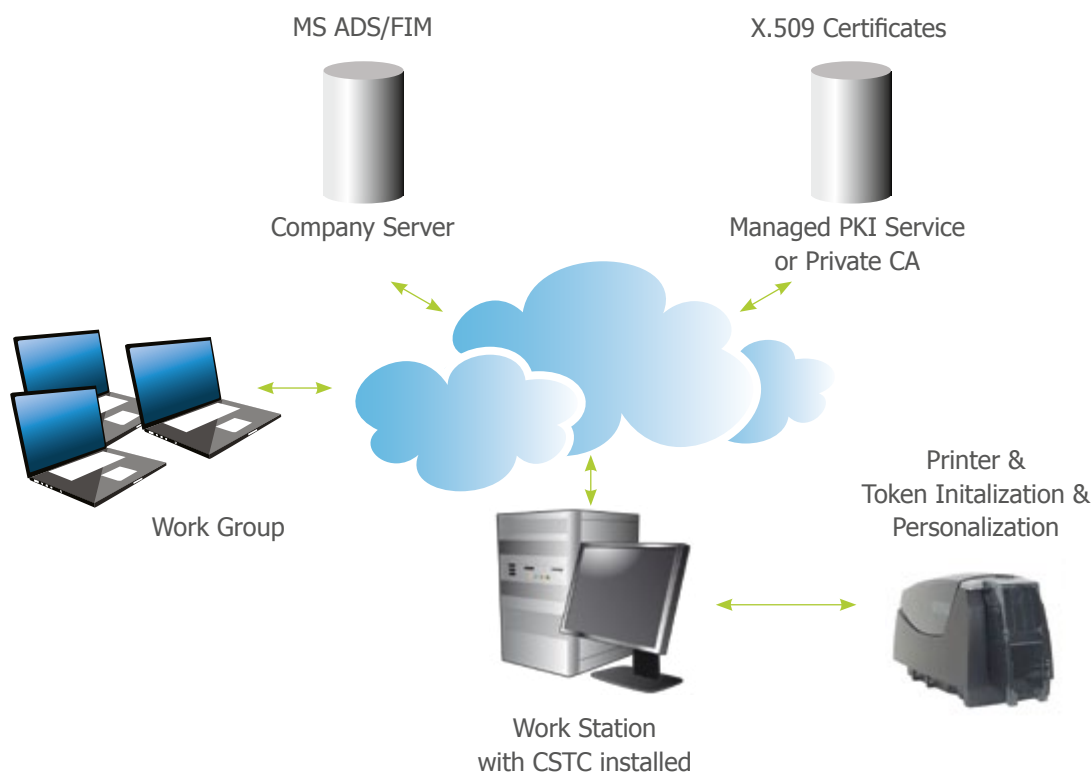 MS ADS/FIM
X.509 Certificates
Company Server
Managed PKI Service
or Private CA
Work Group
Printer &
Token Initalization &
Personalization
Work Station
with CSTC installed